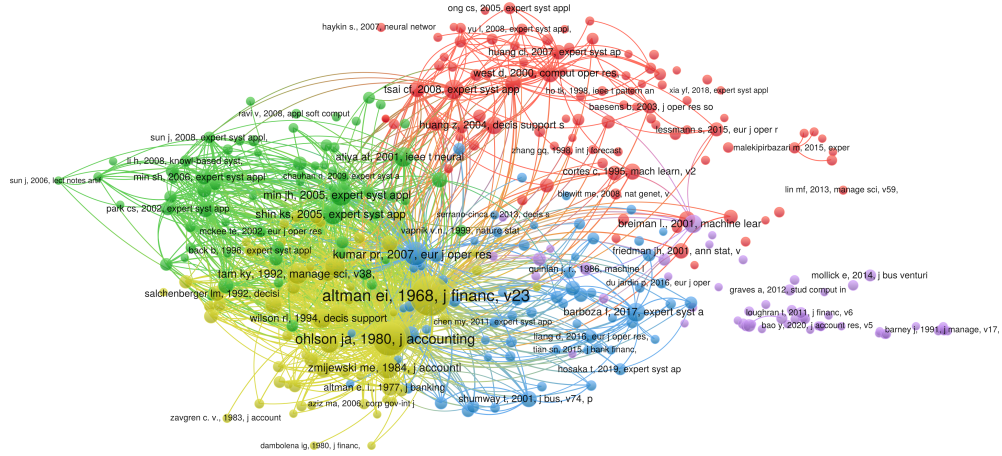 ong cs, 2005, expert syst appl
haykin s., 2007, neural networ
yu l, 2008, expert syst appl,
huang cl, 2007, expert syst ap
west d, 2000, comput oper res,
tsai cf, 2008, expert syst app
ho tk, 1998, ieee t pattern an
xia yf, 2018, expert syst appl
baesens b, 2003, j oper res so
ravi v, 2008, appl soft comput
huang z, 2004, decis support s
lessmann s, 2015, eur j oper r
sun j, 2008, expert syst appl,
malekipirbazari m, 2015, exper
zhang gq, 1998, int j forecast
atiya af, 2001, ieee t neural
li h, 2008, knowl-based syst,
cortes c, 1995, mach learn, v2
min sh, 2006, expert syst appl
chauhan n, 2009, expert syst a
sun j, 2006, lect notes artif
lin mf, 2013, manage sci, v59,
blewitt me, 2008, nat genet, v
min jh, 2005, expert syst appl
park cs, 2002, expert syst app
shin ks, 2005, expert syst app
serrano-cinca c, 2013, decis s
breiman l., 2001, machine lear
mckee te, 2002, eur j oper res
vapnik v.n., 1999, nature stat
back b, 1996, expert syst appl
kumar pr, 2007, eur j oper res
friedman jh, 2001, ann stat, v
tam ky, 1992, manage sci, v38,
quinlan j. r., 1986, machine l
mollick e, 2014, j bus venturi
du jardin p, 2016, eur j oper
graves a, 2012, stud comput in
salchenberger lm, 1992, decisi
altman ei, 1968, j financ, v23
barboza f, 2017, expert syst a
loughran t, 2011, j financ, v6
wilson rl, 1994, decis support
chen my, 2011, expert syst app
bao y, 2020, j account res, v5
barney j, 1991, j manage, v17,
ohlson ja, 1980, j accounting
liang d, 2016, eur j oper res,
tian sn, 2015, j bank financ,
zmijewski me, 1984, j accounti
hosaka t, 2019, expert syst ap
altman e. i., 1977, j banking
shumway t, 2001, j bus, v74, p
aziz ma, 2006, corp gov-int j
zavgren c. v., 1983, j account
dambolena ig, 1980, j financ,